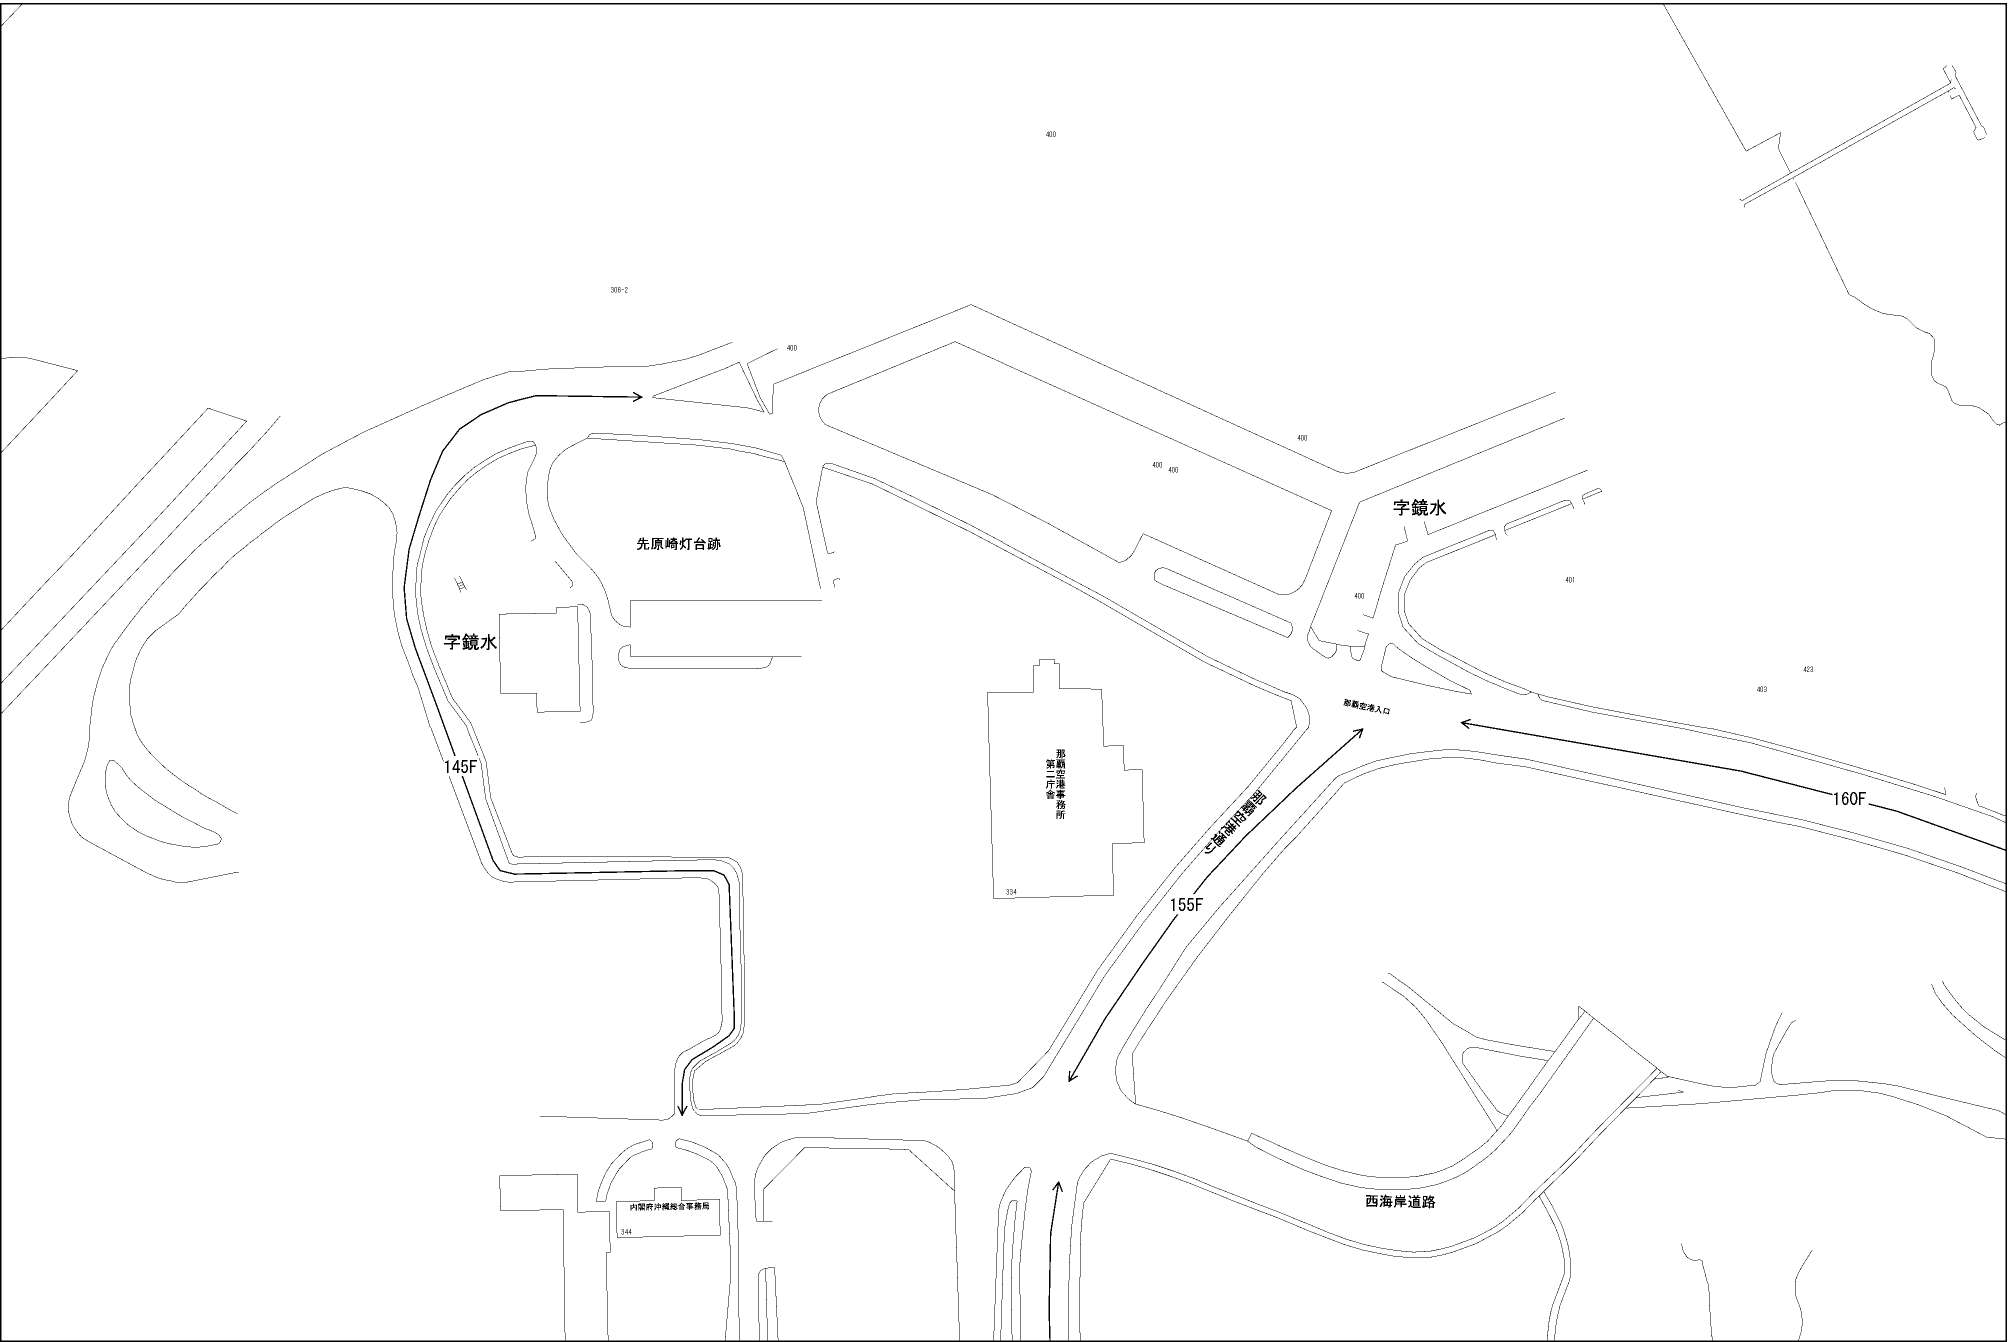 400
306-2
400
400
400
400
字鏡水
先原崎灯台跡
401
400
字鏡水
423
403
那覇空港入口
那覇空港事務所
第二庁舎
145F
160F
那覇空港通り
334
155F
西海岸道路
内閣府沖縄総合事務局
344